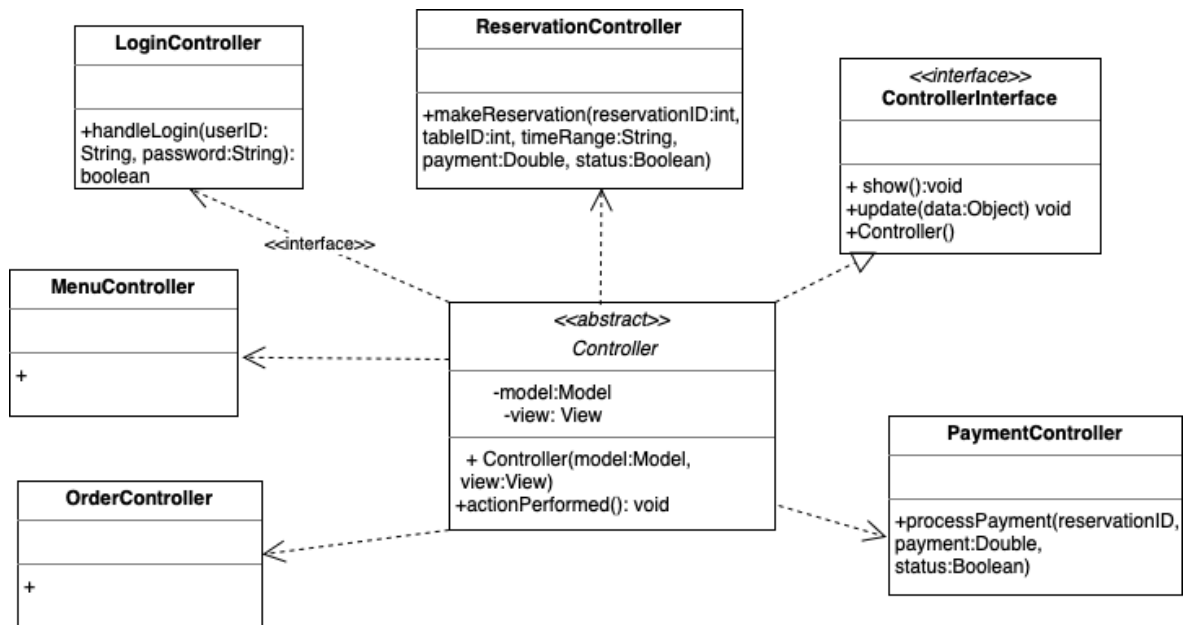 LoginController
+handleLogin(userID:
String, password:String):
boolean
ReservationController
+makeReservation(reservationID:int,
tableID:int, timeRange:String,
payment:Double, status:Boolean)
<<interface>>
ControllerInterface
+ show():void
+update(data:Object) void
+Controller()
<<interface>>
MenuController
+
<<abstract>>
Controller
-model:Model
-view: View
+ Controller(model:Model,
view:View)
+actionPerformed(): void
OrderController
+
PaymentController
+processPayment(reservationID,
payment:Double,
status:Boolean)